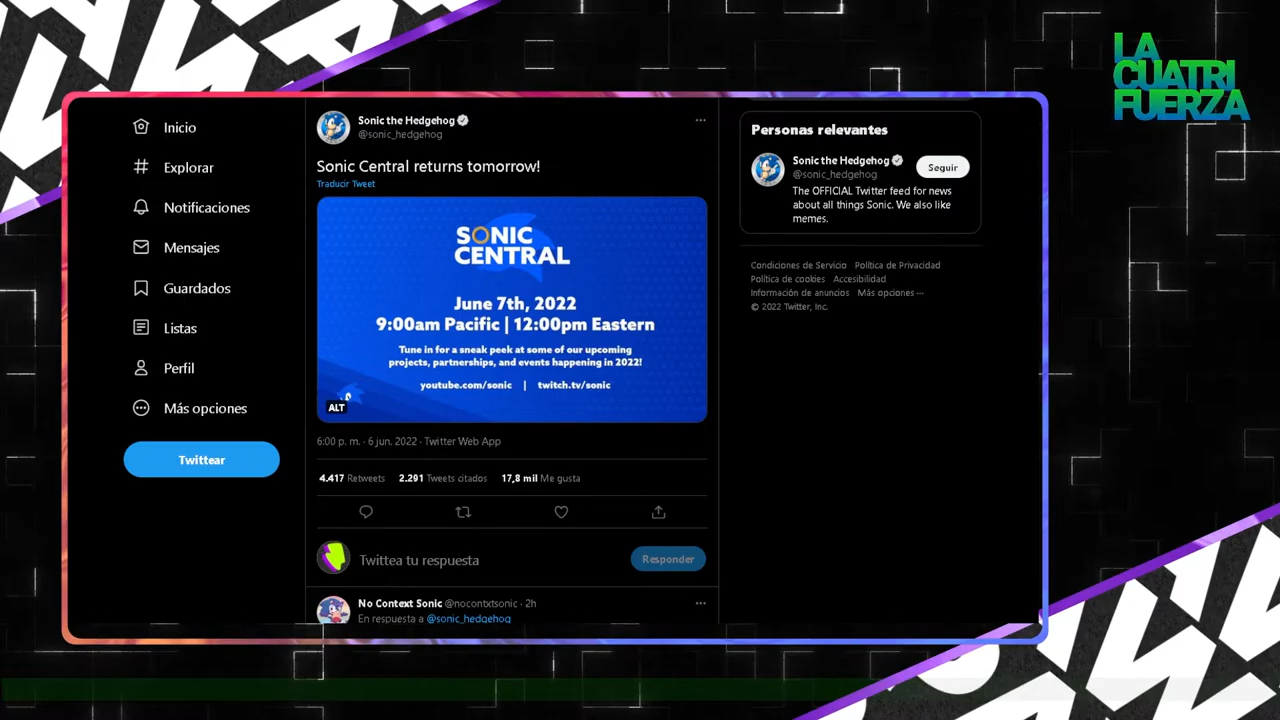 LA
CUATRI
FUERZA
Inicio
Explorar
Notificaciones
Mensajes
Guardados
Listas
Perfil
Más opciones
Twittear
Sonic the Hedgehog
@sonic_hedgehog
Sonic Central returns tomorrow!
Traducir Tweet
SONIC
CENTRAL
June 7th, 2022
9:00am Pacific | 12:00pm Eastern
Tune in for a sneak peek at some of our upcoming
projects, partnerships, and events happening in 2022!
youtube.com/sonic | twitch.tv/sonic
ALT
6:00 p. m. · 6 jun. 2022 · Twitter Web App
4.417 Retweets 2.291 Tweets citados 17,8 mil Me gusta
Twittea tu respuesta
Responder
No Context Sonic @nocontxtsonic · 2h
En respuesta a @sonic_hedgehog
Personas relevantes
Sonic the Hedgehog
@sonic_hedgehog
Seguir
The OFFICIAL Twitter feed for news
about all things Sonic. We also like
memes.
Condiciones de Servicio Política de Privacidad
Política de cookies Accesibilidad
Información de anuncios Más opciones ···
© 2022 Twitter, Inc.